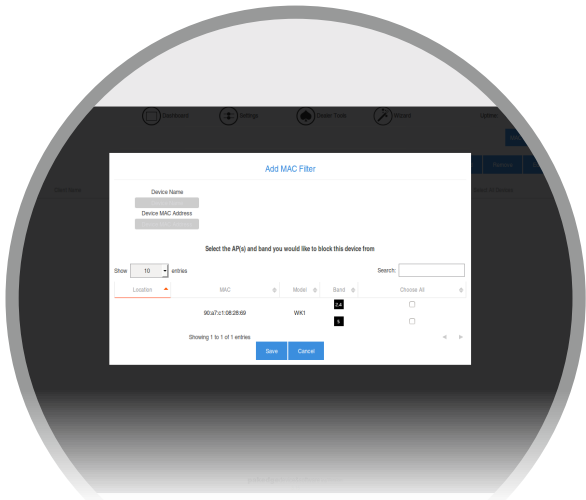 Dashboard Settings Dealer Tools Wizard Uptime
Add MAC Filter
Device Name
Device MAC Address
Select the AP(s) and band you would like to block this device from
Show 10 entries Search:
Location MAC Model Band Choose All
2.4
90:a7:c1:08:28:69 WK1
5
Showing 1 to 1 of 1 entries
Save Cancel